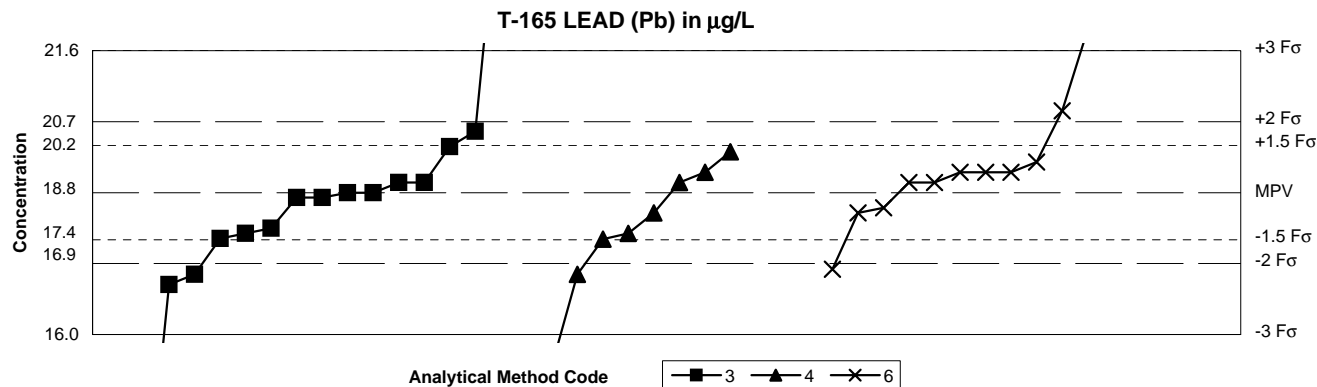 T-165 LEAD (Pb) in μg/L
Concentration
21.6
20.7
20.2
18.8
17.4
16.9
16.0
+3 Fσ
+2 Fσ
+1.5 Fσ
MPV
-1.5 Fσ
-2 Fσ
-3 Fσ
Analytical Method Code
3 4 6